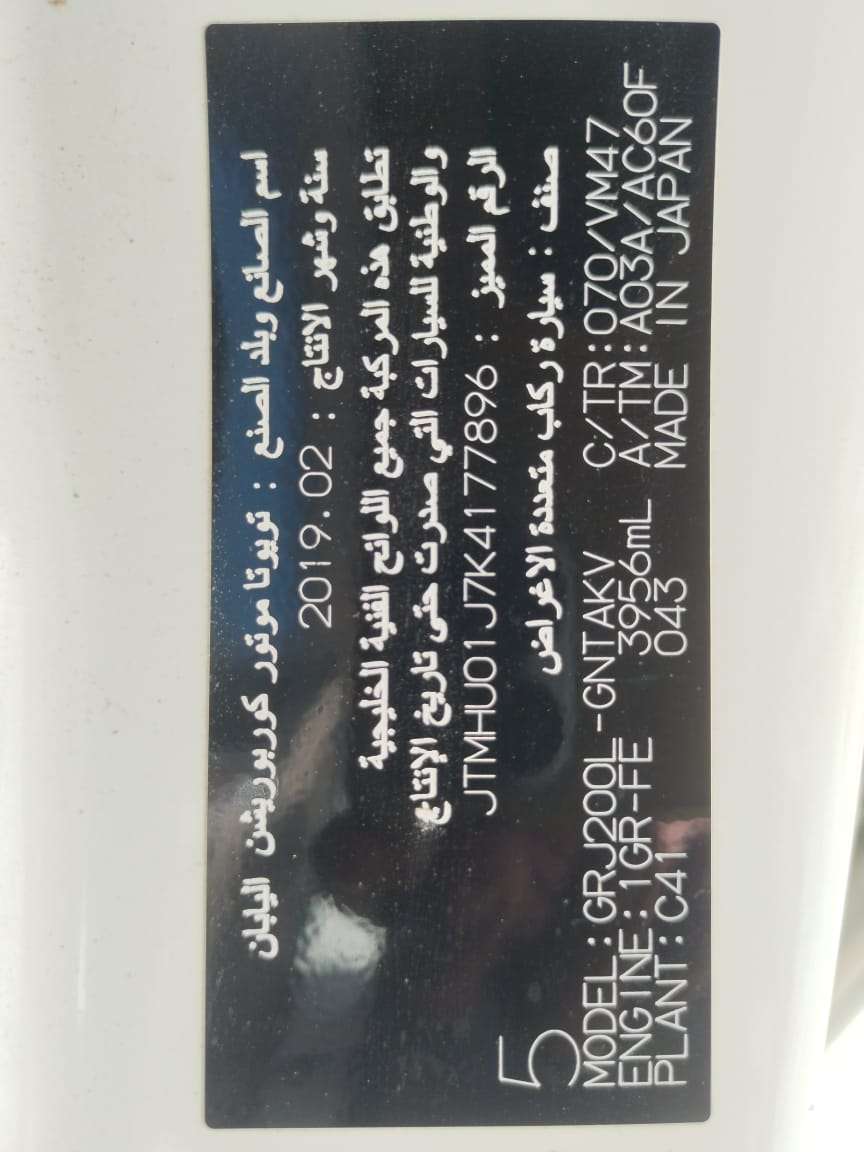 اسم الصانع وبلد الصنع : تويوتا موتور كوربوريشن اليابان
سنة وشهر الانتاج : 2019.02
تطابق هذه المركبة جميع اللوائح الفنية الخليجية
والوطنية للسيارات التي صدرت حتى تاريخ الإنتاج
الرقم المميز : JTMHU01J7K4177896
صنف : سيارة ركاب متعددة الاغراض
5
MODEL:GRJ200L-GNTAKV C/TR:070/VM47
ENGINE:1GR-FE 3956mL A/TM:A03A/AC60F
PLANT:C41 043 MADE IN JAPAN